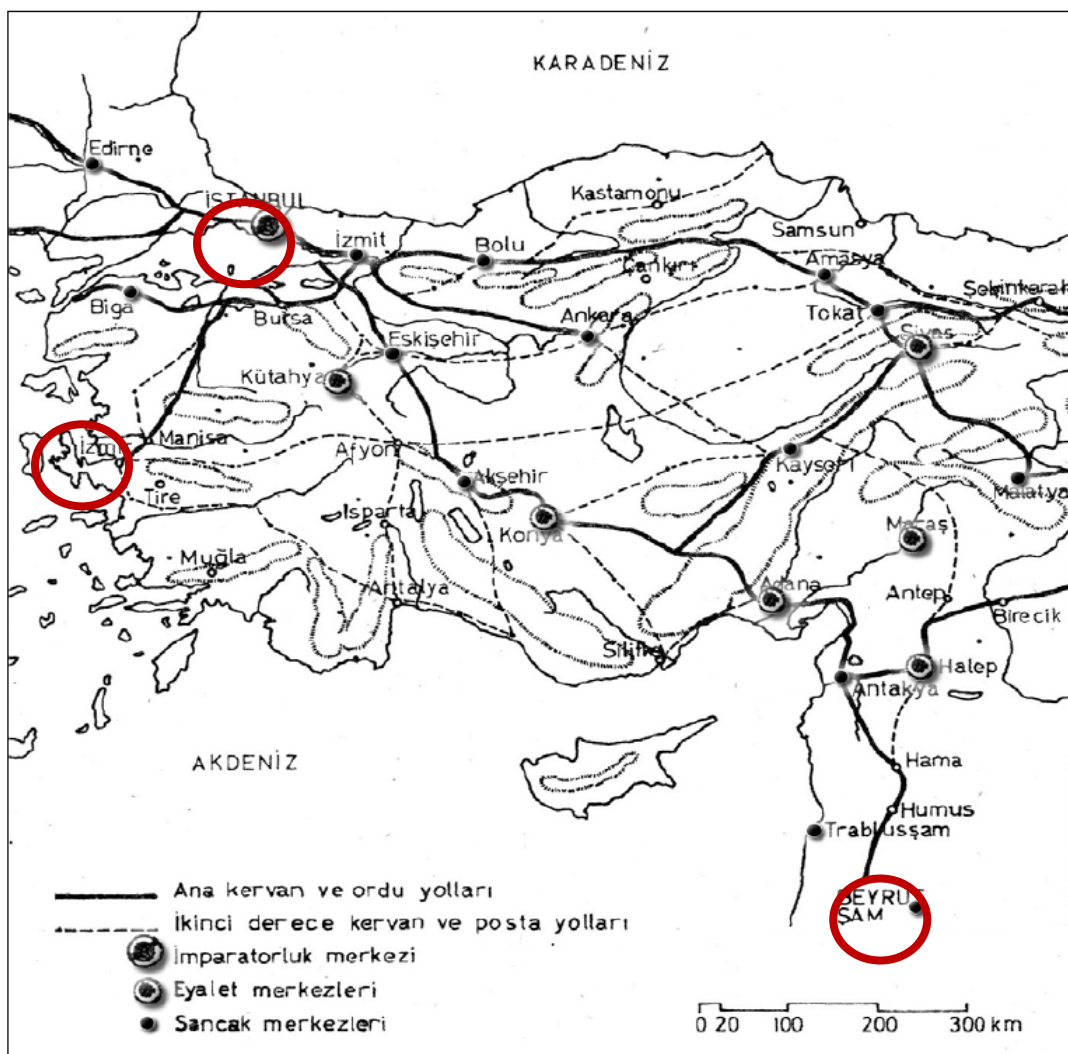 KARADENİZ
Edirne
İSTANBUL
Kastamonu
Samsun
İzmit
Bolu
Çankırı
Amasya
Biga
Bursa
Ankara
Tokat
Eskişehir
Sivas
Kütahya
İzmir
Manisa
Afyon
Akşehir
Kayseri
Malatya
Tire
Isparta
Konya
Maraş
Muğla
Antalya
Adana
Antep
Birecik
Silifke
Halep
Antakya
AKDENİZ
Hama
Humus
Trablusşam
BEYRUT
ŞAM
Ana kervan ve ordu yolları
İkinci derece kervan ve posta yolları
İmparatorluk merkezi
Eyalet merkezleri
Sancak merkezleri
0 20 100 200 300 km